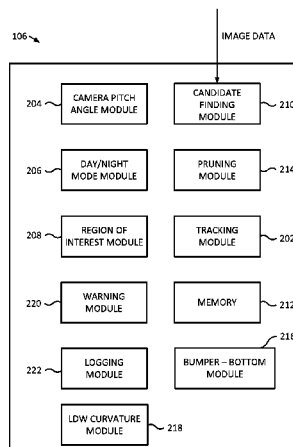 106
IMAGE DATA
204
CAMERA PITCH
ANGLE MODULE
CANDIDATE
FINDING
MODULE
210
206
DAY/NIGHT
MODE MODULE
PRUNING
MODULE
214
208
REGION OF
INTEREST MODULE
TRACKING
MODULE
202
220
WARNING
MODULE
MEMORY
212
216
222
LOGGING
MODULE
BUMPER – BOTTOM
MODULE
LDW CURVATURE
MODULE
218